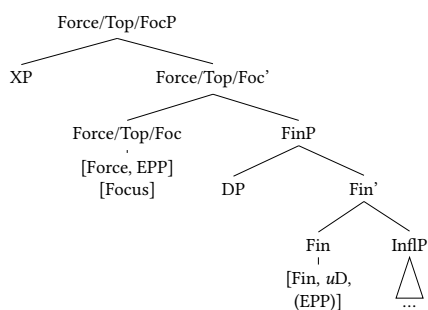 Force/Top/FocP
XP
Force/Top/Foc'
Force/Top/Foc
FinP
[Force, EPP]
[Focus]
DP
Fin'
Fin
InflP
[Fin, uD,
(EPP)]
...